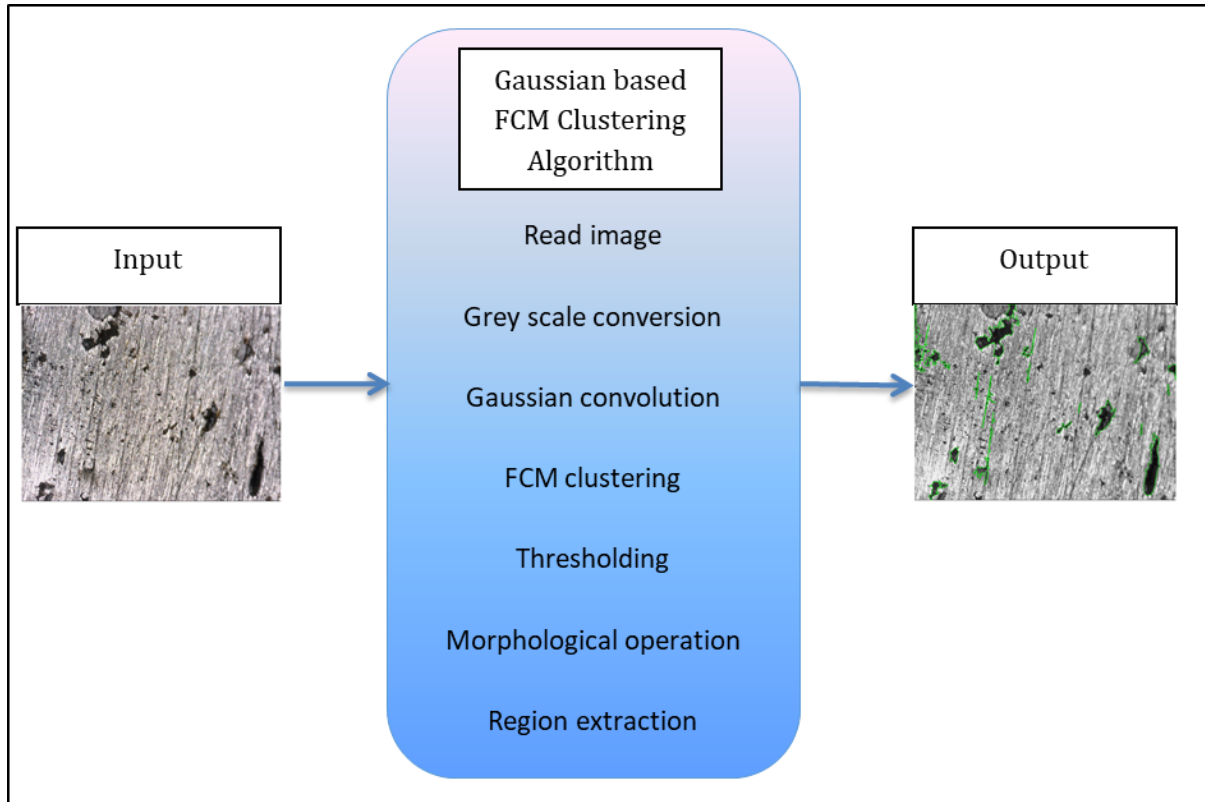 Gaussian based
FCM Clustering
Algorithm
Read image
Input
Output
Grey scale conversion
Gaussian convolution
FCM clustering
Thresholding
Morphological operation
Region extraction